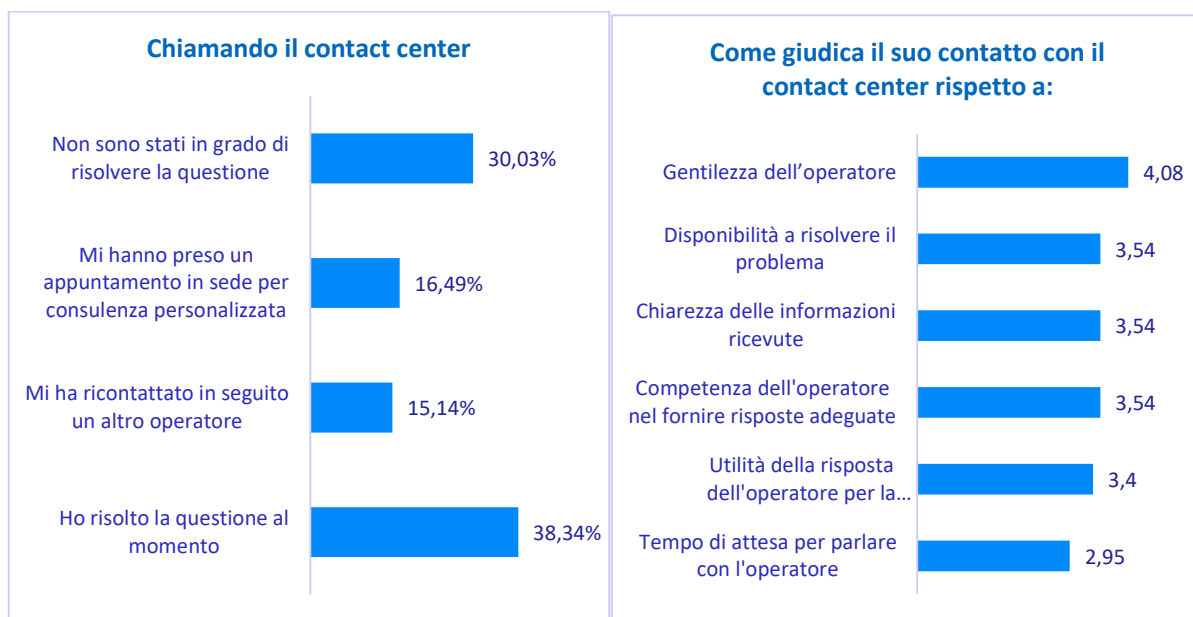 Chiamando il contact center
Non sono stati in grado di
risolvere la questione
30,03%
Mi hanno preso un
appuntamento in sede per
consulenza personalizzata
16,49%
Mi ha ricontattato in seguito
un altro operatore
15,14%
Ho risolto la questione al
momento
38,34%
Come giudica il suo contatto con il
contact center rispetto a:
Gentilezza dell’operatore
4,08
Disponibilità a risolvere il
problema
3,54
Chiarezza delle informazioni
ricevute
3,54
Competenza dell'operatore
nel fornire risposte adeguate
3,54
Utilità della risposta
dell'operatore per la…
3,4
Tempo di attesa per parlare
con l'operatore
2,95